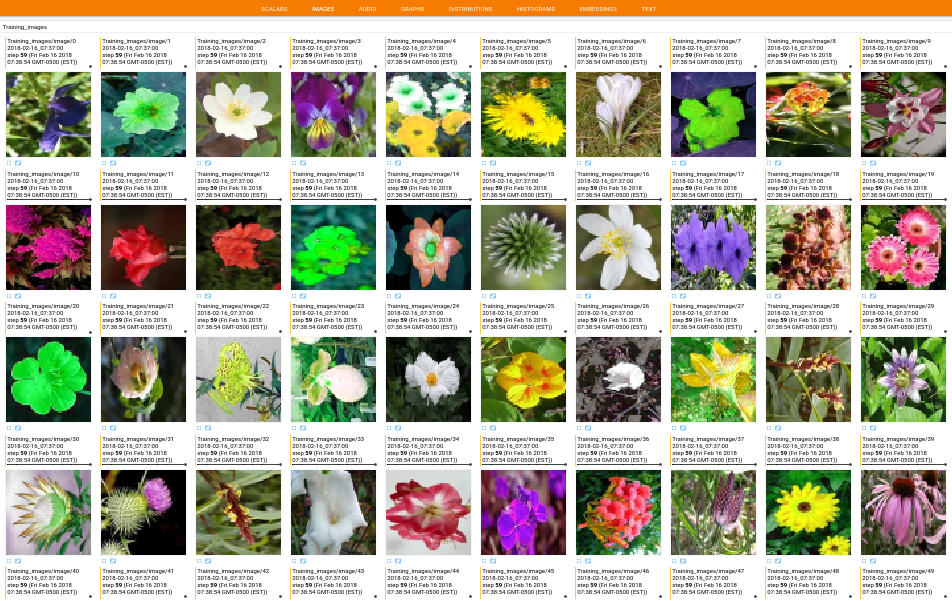 SCALARS IMAGES AUDIO GRAPHS DISTRIBUTIONS HISTOGRAMS EMBEDDINGS TEXT
Training_images
Training_images/image/0 Training_images/image/1 Training_images/image/2 Training_images/image/3 Training_images/image/4 Training_images/image/5 Training_images/image/6 Training_images/image/7 Training_images/image/8 Training_images/image/9
2018-02-16_07:37:00 2018-02-16_07:37:00 2018-02-16_07:37:00 2018-02-16_07:37:00 2018-02-16_07:37:00 2018-02-16_07:37:00 2018-02-16_07:37:00 2018-02-16_07:37:00 2018-02-16_07:37:00 2018-02-16_07:37:00
step 59 (Fri Feb 16 2018 step 59 (Fri Feb 16 2018 step 59 (Fri Feb 16 2018 step 59 (Fri Feb 16 2018 step 59 (Fri Feb 16 2018 step 59 (Fri Feb 16 2018 step 59 (Fri Feb 16 2018 step 59 (Fri Feb 16 2018 step 59 (Fri Feb 16 2018 step 59 (Fri Feb 16 2018
07:38:54 GMT-0500 (EST)) 07:38:54 GMT-0500 (EST)) 07:38:54 GMT-0500 (EST)) 07:38:54 GMT-0500 (EST)) 07:38:54 GMT-0500 (EST)) 07:38:54 GMT-0500 (EST)) 07:38:54 GMT-0500 (EST)) 07:38:54 GMT-0500 (EST)) 07:38:54 GMT-0500 (EST)) 07:38:54 GMT-0500 (EST))
Training_images/image/10 Training_images/image/11 Training_images/image/12 Training_images/image/13 Training_images/image/14 Training_images/image/15 Training_images/image/16 Training_images/image/17 Training_images/image/18 Training_images/image/19
2018-02-16_07:37:00 2018-02-16_07:37:00 2018-02-16_07:37:00 2018-02-16_07:37:00 2018-02-16_07:37:00 2018-02-16_07:37:00 2018-02-16_07:37:00 2018-02-16_07:37:00 2018-02-16_07:37:00 2018-02-16_07:37:00
step 59 (Fri Feb 16 2018 step 59 (Fri Feb 16 2018 step 59 (Fri Feb 16 2018 step 59 (Fri Feb 16 2018 step 59 (Fri Feb 16 2018 step 59 (Fri Feb 16 2018 step 59 (Fri Feb 16 2018 step 59 (Fri Feb 16 2018 step 59 (Fri Feb 16 2018 step 59 (Fri Feb 16 2018
07:38:54 GMT-0500 (EST)) 07:38:54 GMT-0500 (EST)) 07:38:54 GMT-0500 (EST)) 07:38:54 GMT-0500 (EST)) 07:38:54 GMT-0500 (EST)) 07:38:54 GMT-0500 (EST)) 07:38:54 GMT-0500 (EST)) 07:38:54 GMT-0500 (EST)) 07:38:54 GMT-0500 (EST)) 07:38:54 GMT-0500 (EST))
Training_images/image/20 Training_images/image/21 Training_images/image/22 Training_images/image/23 Training_images/image/24 Training_images/image/25 Training_images/image/26 Training_images/image/27 Training_images/image/28 Training_images/image/29
2018-02-16_07:37:00 2018-02-16_07:37:00 2018-02-16_07:37:00 2018-02-16_07:37:00 2018-02-16_07:37:00 2018-02-16_07:37:00 2018-02-16_07:37:00 2018-02-16_07:37:00 2018-02-16_07:37:00 2018-02-16_07:37:00
step 59 (Fri Feb 16 2018 step 59 (Fri Feb 16 2018 step 59 (Fri Feb 16 2018 step 59 (Fri Feb 16 2018 step 59 (Fri Feb 16 2018 step 59 (Fri Feb 16 2018 step 59 (Fri Feb 16 2018 step 59 (Fri Feb 16 2018 step 59 (Fri Feb 16 2018 step 59 (Fri Feb 16 2018
07:38:54 GMT-0500 (EST)) 07:38:54 GMT-0500 (EST)) 07:38:54 GMT-0500 (EST)) 07:38:54 GMT-0500 (EST)) 07:38:54 GMT-0500 (EST)) 07:38:54 GMT-0500 (EST)) 07:38:54 GMT-0500 (EST)) 07:38:54 GMT-0500 (EST)) 07:38:54 GMT-0500 (EST)) 07:38:54 GMT-0500 (EST))
Training_images/image/30 Training_images/image/31 Training_images/image/32 Training_images/image/33 Training_images/image/34 Training_images/image/35 Training_images/image/36 Training_images/image/37 Training_images/image/38 Training_images/image/39
2018-02-16_07:37:00 2018-02-16_07:37:00 2018-02-16_07:37:00 2018-02-16_07:37:00 2018-02-16_07:37:00 2018-02-16_07:37:00 2018-02-16_07:37:00 2018-02-16_07:37:00 2018-02-16_07:37:00 2018-02-16_07:37:00
step 59 (Fri Feb 16 2018 step 59 (Fri Feb 16 2018 step 59 (Fri Feb 16 2018 step 59 (Fri Feb 16 2018 step 59 (Fri Feb 16 2018 step 59 (Fri Feb 16 2018 step 59 (Fri Feb 16 2018 step 59 (Fri Feb 16 2018 step 59 (Fri Feb 16 2018 step 59 (Fri Feb 16 2018
07:38:54 GMT-0500 (EST)) 07:38:54 GMT-0500 (EST)) 07:38:54 GMT-0500 (EST)) 07:38:54 GMT-0500 (EST)) 07:38:54 GMT-0500 (EST)) 07:38:54 GMT-0500 (EST)) 07:38:54 GMT-0500 (EST)) 07:38:54 GMT-0500 (EST)) 07:38:54 GMT-0500 (EST)) 07:38:54 GMT-0500 (EST))
Training_images/image/40 Training_images/image/41 Training_images/image/42 Training_images/image/43 Training_images/image/44 Training_images/image/45 Training_images/image/46 Training_images/image/47 Training_images/image/48 Training_images/image/49
2018-02-16_07:37:00 2018-02-16_07:37:00 2018-02-16_07:37:00 2018-02-16_07:37:00 2018-02-16_07:37:00 2018-02-16_07:37:00 2018-02-16_07:37:00 2018-02-16_07:37:00 2018-02-16_07:37:00 2018-02-16_07:37:00
step 59 (Fri Feb 16 2018 step 59 (Fri Feb 16 2018 step 59 (Fri Feb 16 2018 step 59 (Fri Feb 16 2018 step 59 (Fri Feb 16 2018 step 59 (Fri Feb 16 2018 step 59 (Fri Feb 16 2018 step 59 (Fri Feb 16 2018 step 59 (Fri Feb 16 2018 step 59 (Fri Feb 16 2018
07:38:54 GMT-0500 (EST)) 07:38:54 GMT-0500 (EST)) 07:38:54 GMT-0500 (EST)) 07:38:54 GMT-0500 (EST)) 07:38:54 GMT-0500 (EST)) 07:38:54 GMT-0500 (EST)) 07:38:54 GMT-0500 (EST)) 07:38:54 GMT-0500 (EST)) 07:38:54 GMT-0500 (EST)) 07:38:54 GMT-0500 (EST))